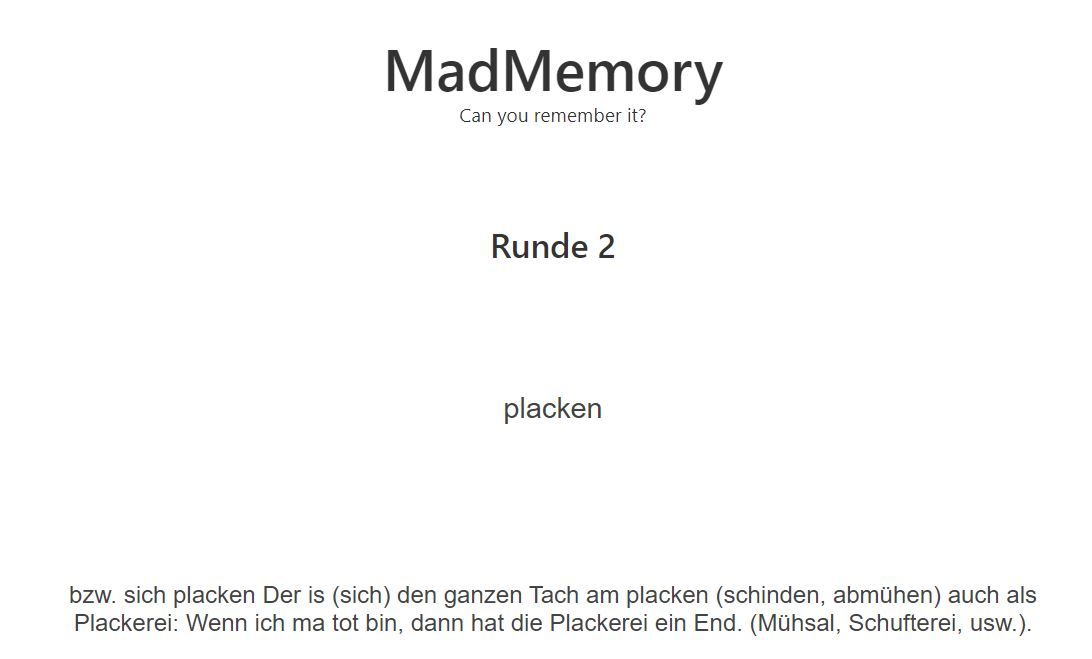 MadMemory
Can you remember it?
Runde 2
placken
bzw. sich placken Der is (sich) den ganzen Tach am placken (schinden, abmühen) auch als
Plackerei: Wenn ich ma tot bin, dann hat die Plackerei ein End. (Mühsal, Schufterei, usw.).